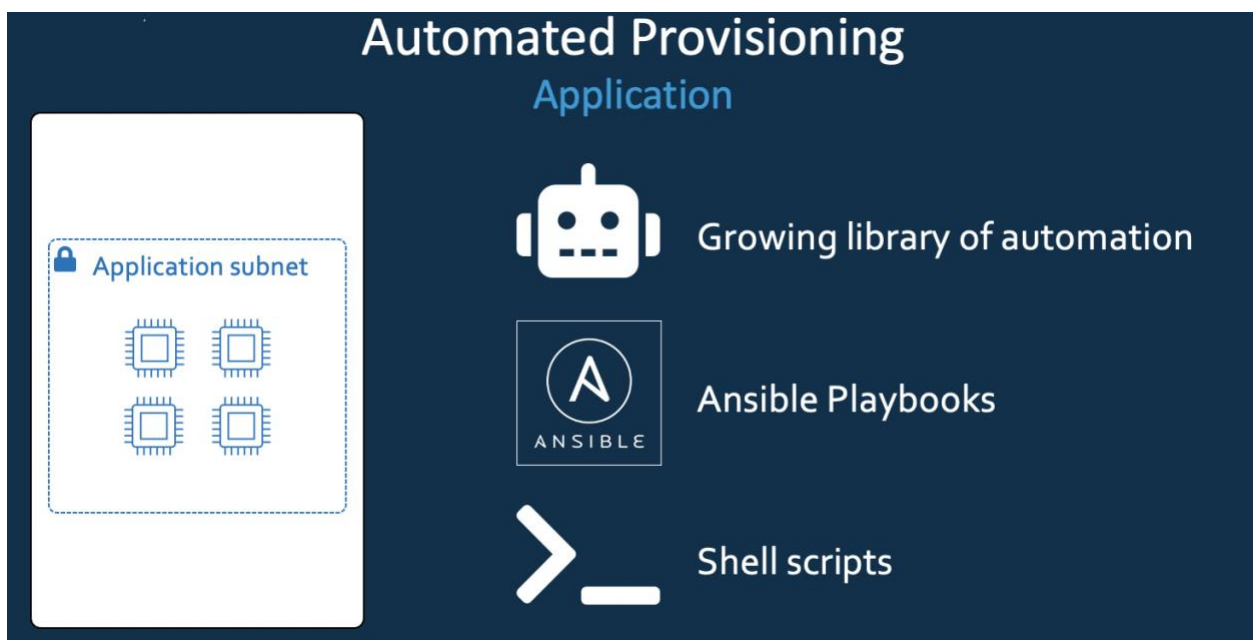 Automated Provisioning
Application
Application subnet
Growing library of automation
ANSIBLE
Ansible Playbooks
Shell scripts